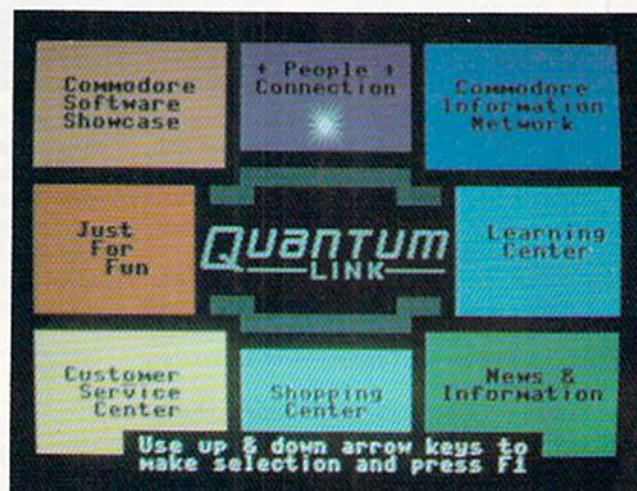 Commodore
Software
Showcase
+ People +
Connection
Commodore
Information
Network
Just
For
Fun
QUANTUM
LINK
Learning
Center
Customer
Service
Center
Shopping
Center
News &
Information
Use up & down arrow keys to
make selection and press F1